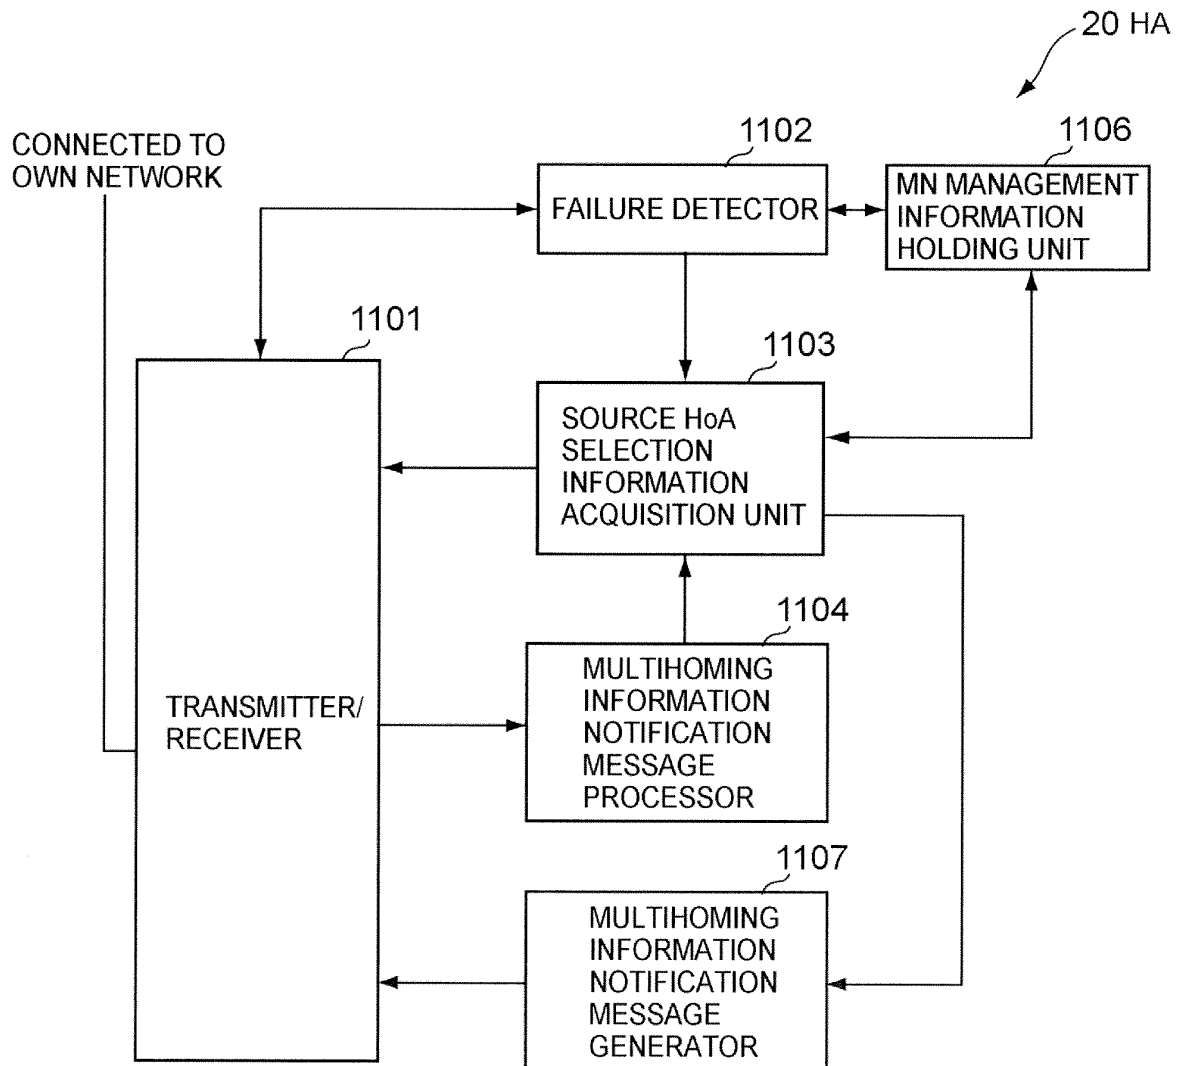 20 HA
CONNECTED TO
OWN NETWORK
1102
FAILURE DETECTOR
1106
MN MANAGEMENT
INFORMATION
HOLDING UNIT
1101
TRANSMITTER/
RECEIVER
1103
SOURCE HoA
SELECTION
INFORMATION
ACQUISITION UNIT
1104
MULTIHOMING
INFORMATION
NOTIFICATION
MESSAGE
PROCESSOR
1107
MULTIHOMING
INFORMATION
NOTIFICATION
MESSAGE
GENERATOR